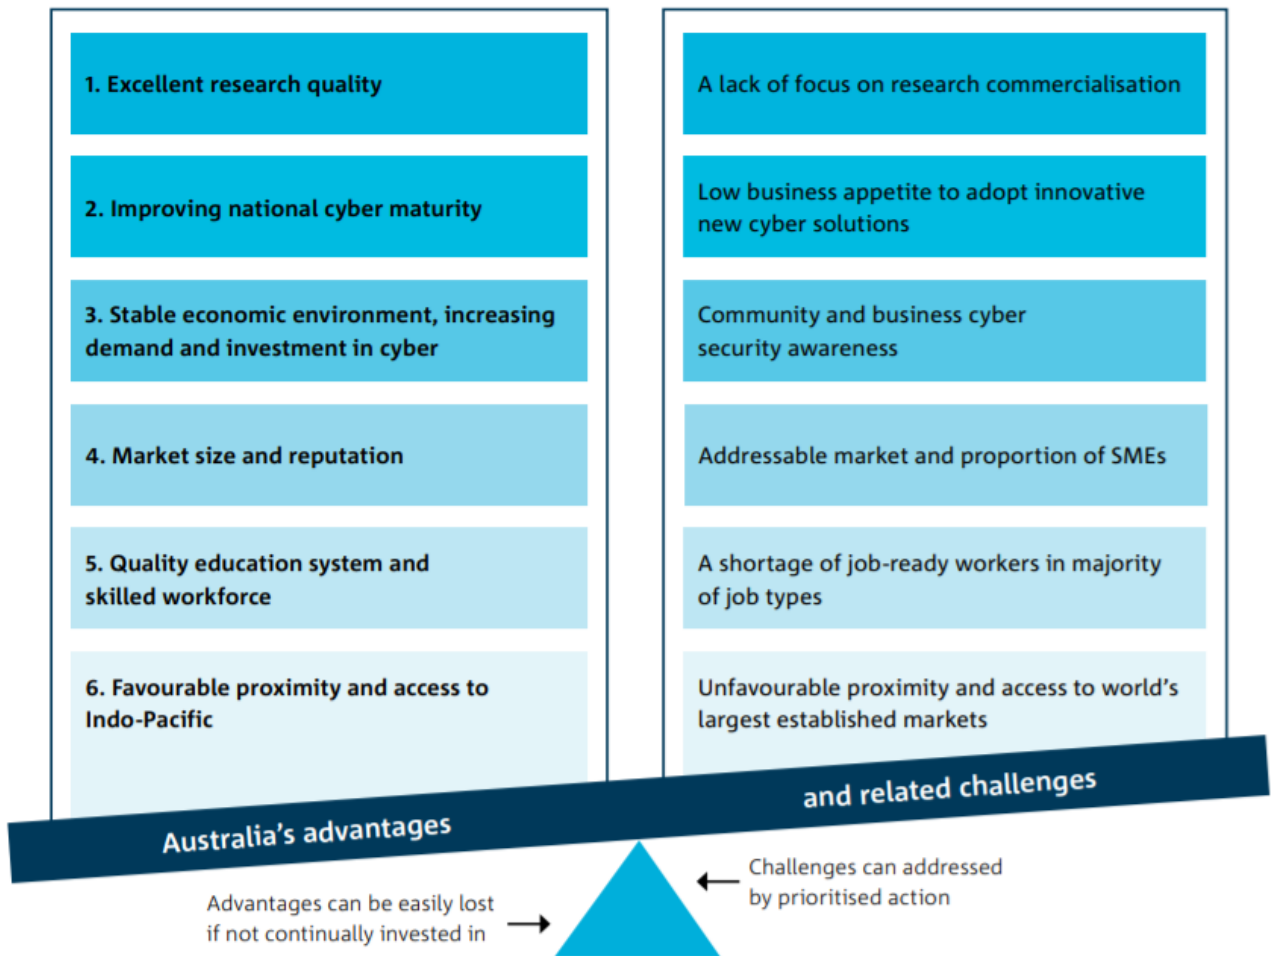 1. Excellent research quality
2. Improving national cyber maturity
3. Stable economic environment, increasing
demand and investment in cyber
4. Market size and reputation
5. Quality education system and
skilled workforce
6. Favourable proximity and access to
Indo-Pacific
A lack of focus on research commercialisation
Low business appetite to adopt innovative
new cyber solutions
Community and business cyber
security awareness
Addressable market and proportion of SMEs
A shortage of job-ready workers in majority
of job types
Unfavourable proximity and access to world's
largest established markets
Australia's advantages
and related challenges
Advantages can be easily lost
if not continually invested in
Challenges can addressed
by prioritised action